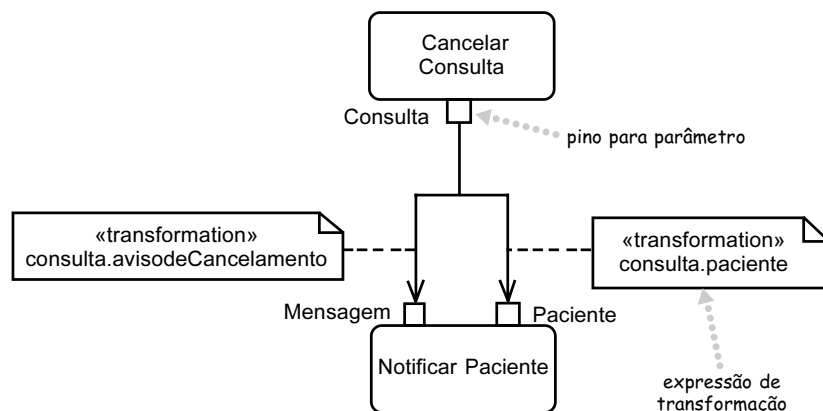 Cancelar
Consulta
Consulta
pino para parâmetro
«transformation»
consulta.avisodeCancelamento
«transformation»
consulta.paciente
Mensagem
Paciente
Notificar Paciente
expressão de
transformação